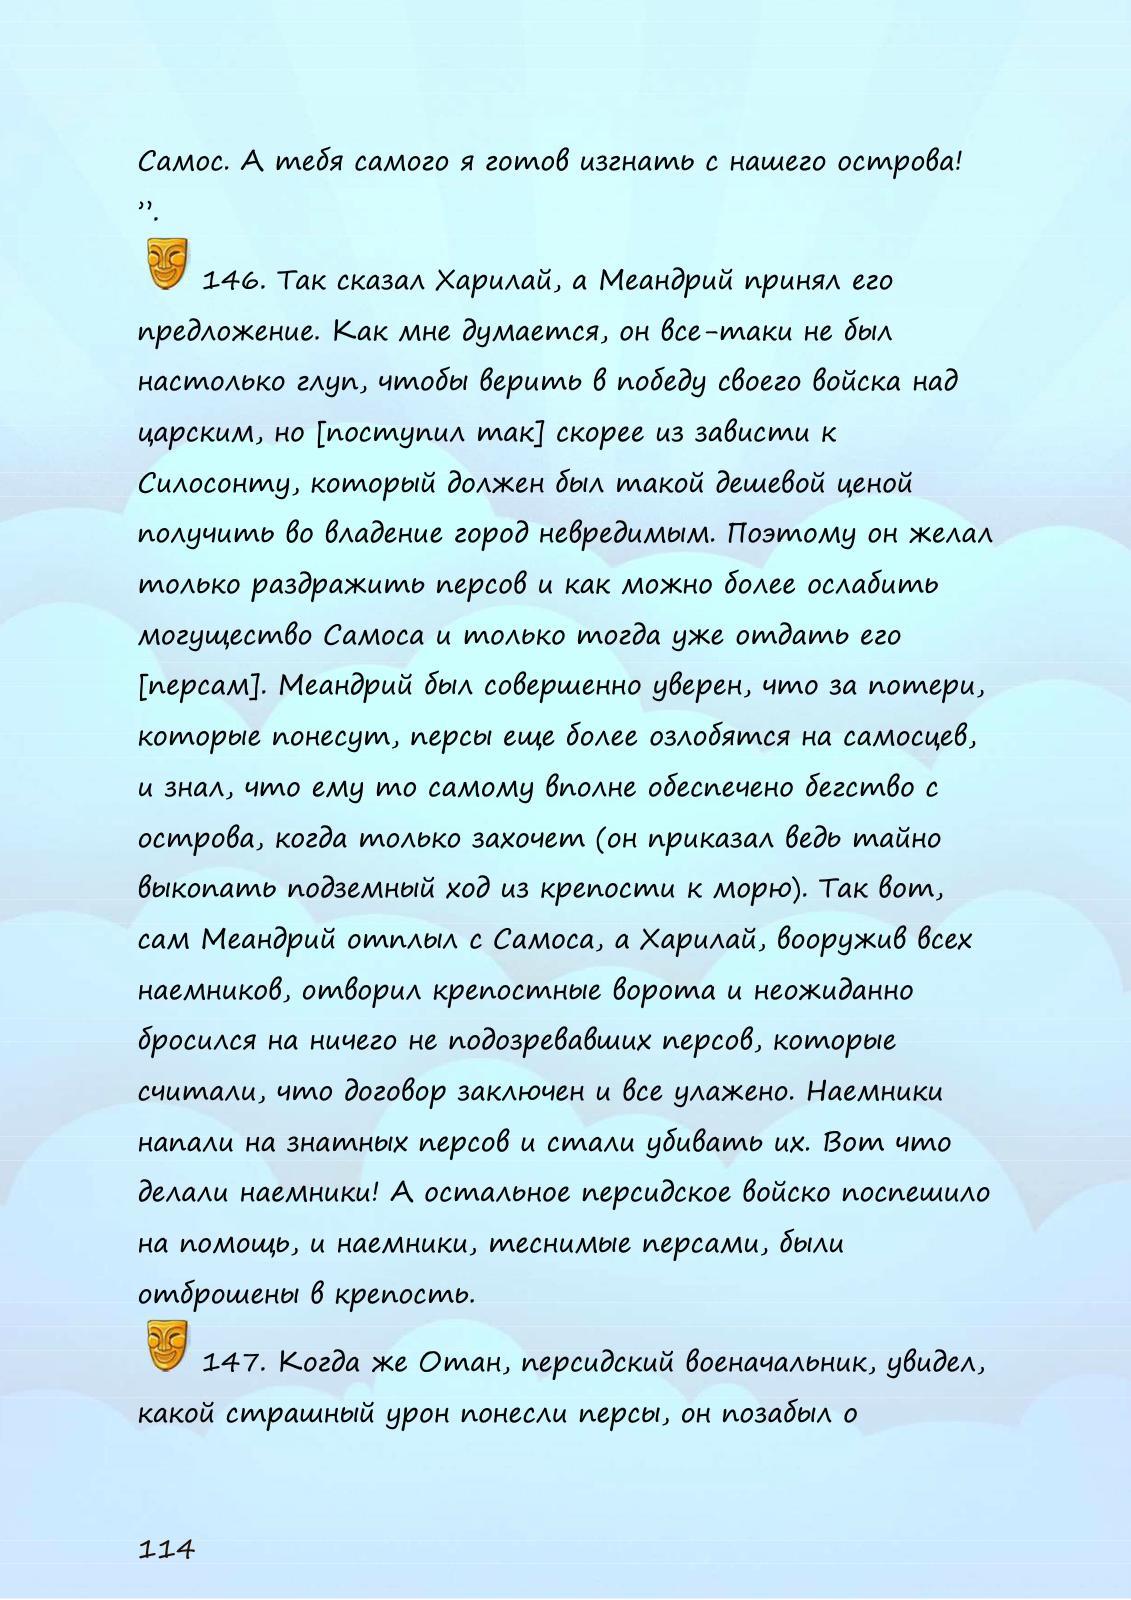 Самос. А тебя самого я готов изгнать с нашего острова!
”.
146. Так сказал Харилай, а Меандрий принял его
предложение. Как мне думается, он все-таки не был
настолько глуп, чтобы верить в победу своего войска над
царским, но [поступил так] скорее из зависти к
Силосонту, который должен был такой дешевой ценой
получить во владение город невредимым. Поэтому он желал
только раздражить персов и как можно более ослабить
могущество Самоса и только тогда уже отдать его
[персам]. Меандрий был совершенно уверен, что за потери,
которые понесут, персы еще более озлобятся на самосцев,
и знал, что ему то самому вполне обеспечено бегство с
острова, когда только захочет (он приказал ведь тайно
выкопать подземный ход из крепости к морю). Так вот,
сам Меандрий отплыл с Самоса, а Харилай, вооружив всех
наемников, отворил крепостные ворота и неожиданно
бросился на ничего не подозревавших персов, которые
считали, что договор заключен и все улажено. Наемники
напали на знатных персов и стали убивать их. Вот что
делали наемники! А остальное персидское войско поспешило
на помощь, и наемники, теснимые персами, были
отброшены в крепость.
147. Когда же Отан, персидский военачальник, увидел,
какой страшный урон понесли персы, он позабыл о
114